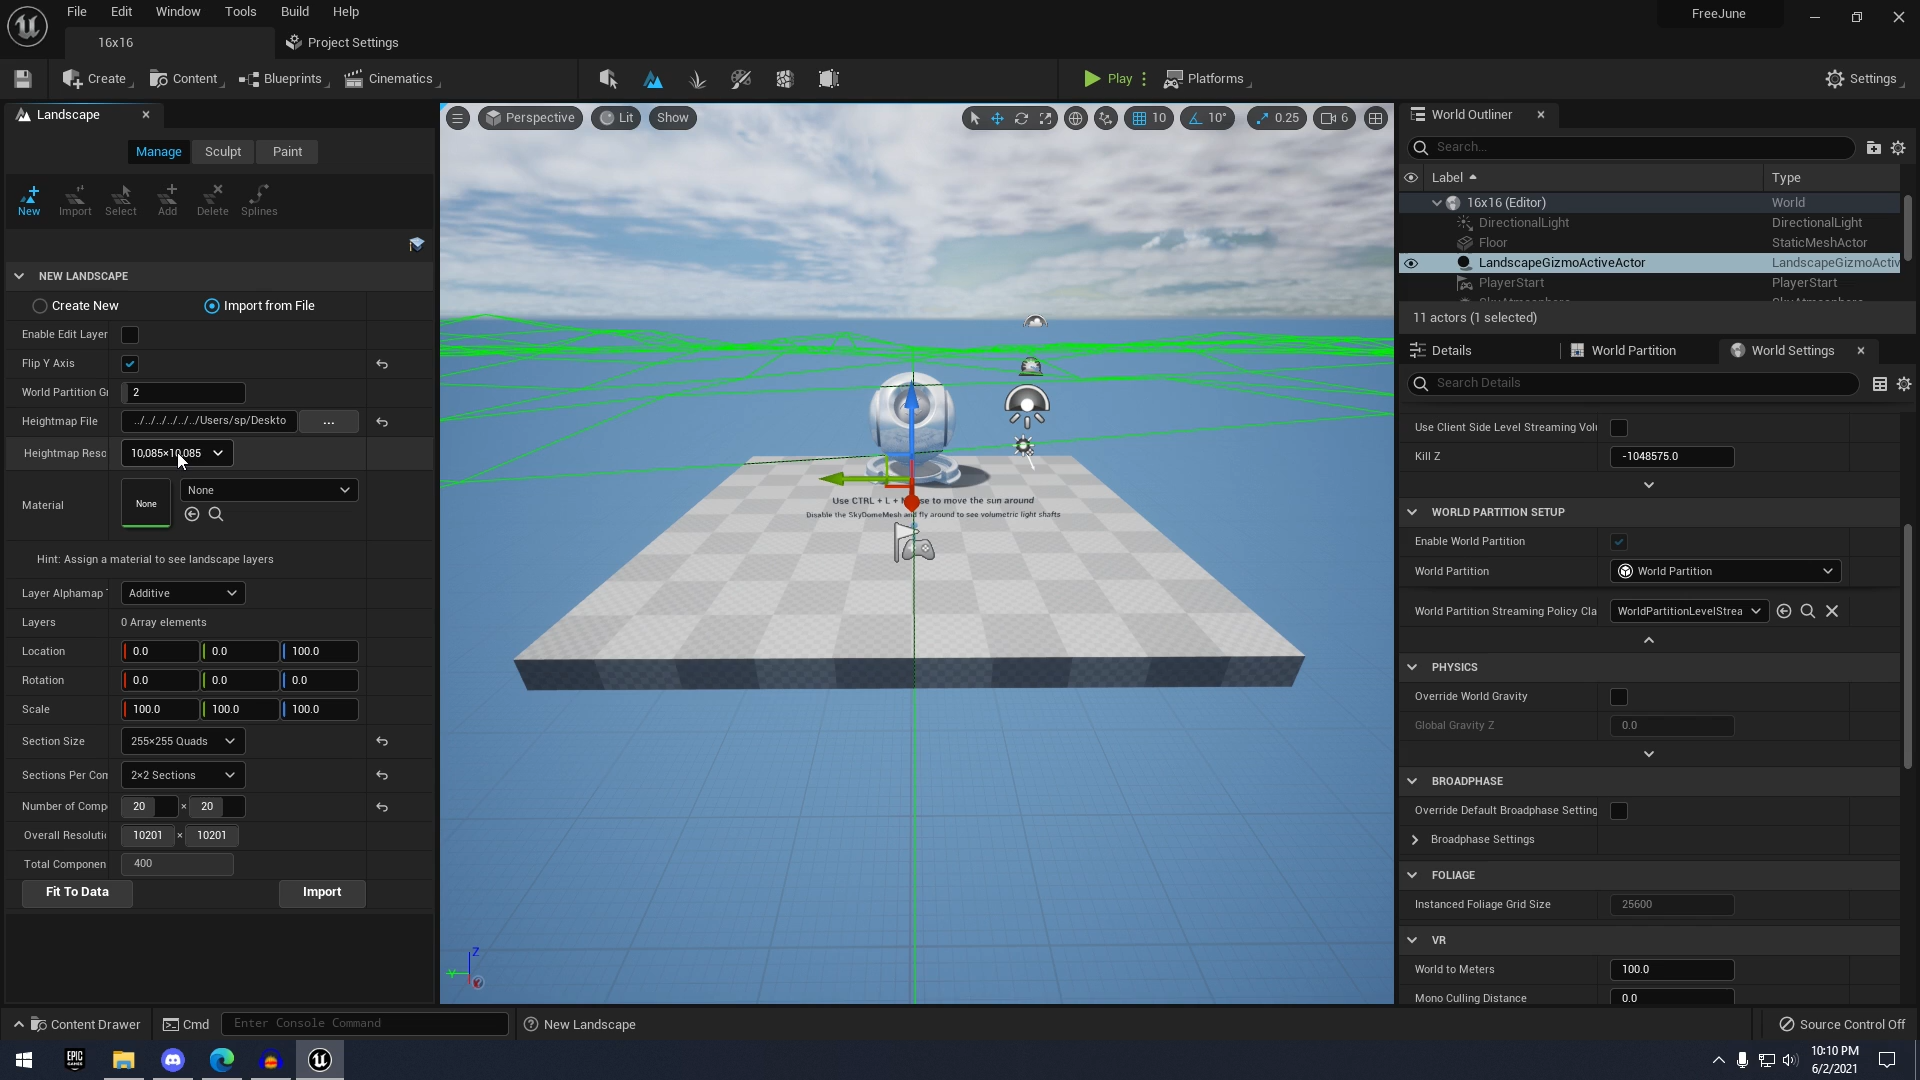 File Edit Window Tools Build Help
FreeJune
16x16
Project Settings
Create
Content
Blueprints
Cinematics
Play
Platforms
Settings
Landscape
Manage Sculpt Paint
New Import Select Add Delete Splines
NEW LANDSCAPE
Create New
Import from File
Enable Edit Layer
Flip Y Axis
World Partition Gr
2
Heightmap File
../../../../../../Users/sp/Deskto
...
Heightmap Reso
10,085×10,085
Material
None
None
Hint: Assign a material to see landscape layers
Layer Alphamap T
Additive
Layers
0 Array elements
Location
0.0 0.0 100.0
Rotation
0.0 0.0 0.0
Scale
100.0 100.0 100.0
Section Size
255×255 Quads
Sections Per Com
2×2 Sections
Number of Compo
20 × 20
Overall Resolutio
10201 × 10201
Total Componen
400
Fit To Data
Import
Perspective
Lit
Show
10
10°
0.25
6
Use CTRL + L + to move the sun around
Disable the SkyDomeMesh and fly around to see volumetric light shafts
Z
Y
World Outliner
Search...
Label
Type
16x16 (Editor)
World
DirectionalLight
DirectionalLight
Floor
StaticMeshActor
LandscapeGizmoActiveActor
LandscapeGizmoActiv
PlayerStart
PlayerStart
11 actors (1 selected)
Details
World Partition
World Settings
Search Details
Use Client Side Level Streaming Volu
Kill Z
-1048575.0
WORLD PARTITION SETUP
Enable World Partition
World Partition
World Partition
World Partition Streaming Policy Cla
WorldPartitionLevelStrea
PHYSICS
Override World Gravity
Global Gravity Z
0.0
BROADPHASE
Override Default Broadphase Setting
Broadphase Settings
FOLIAGE
Instanced Foliage Grid Size
25600
VR
World to Meters
100.0
Mono Culling Distance
0.0
Content Drawer
Cmd
Enter Console Command
New Landscape
Source Control Off
EPIC GAMES
10:10 PM
6/2/2021